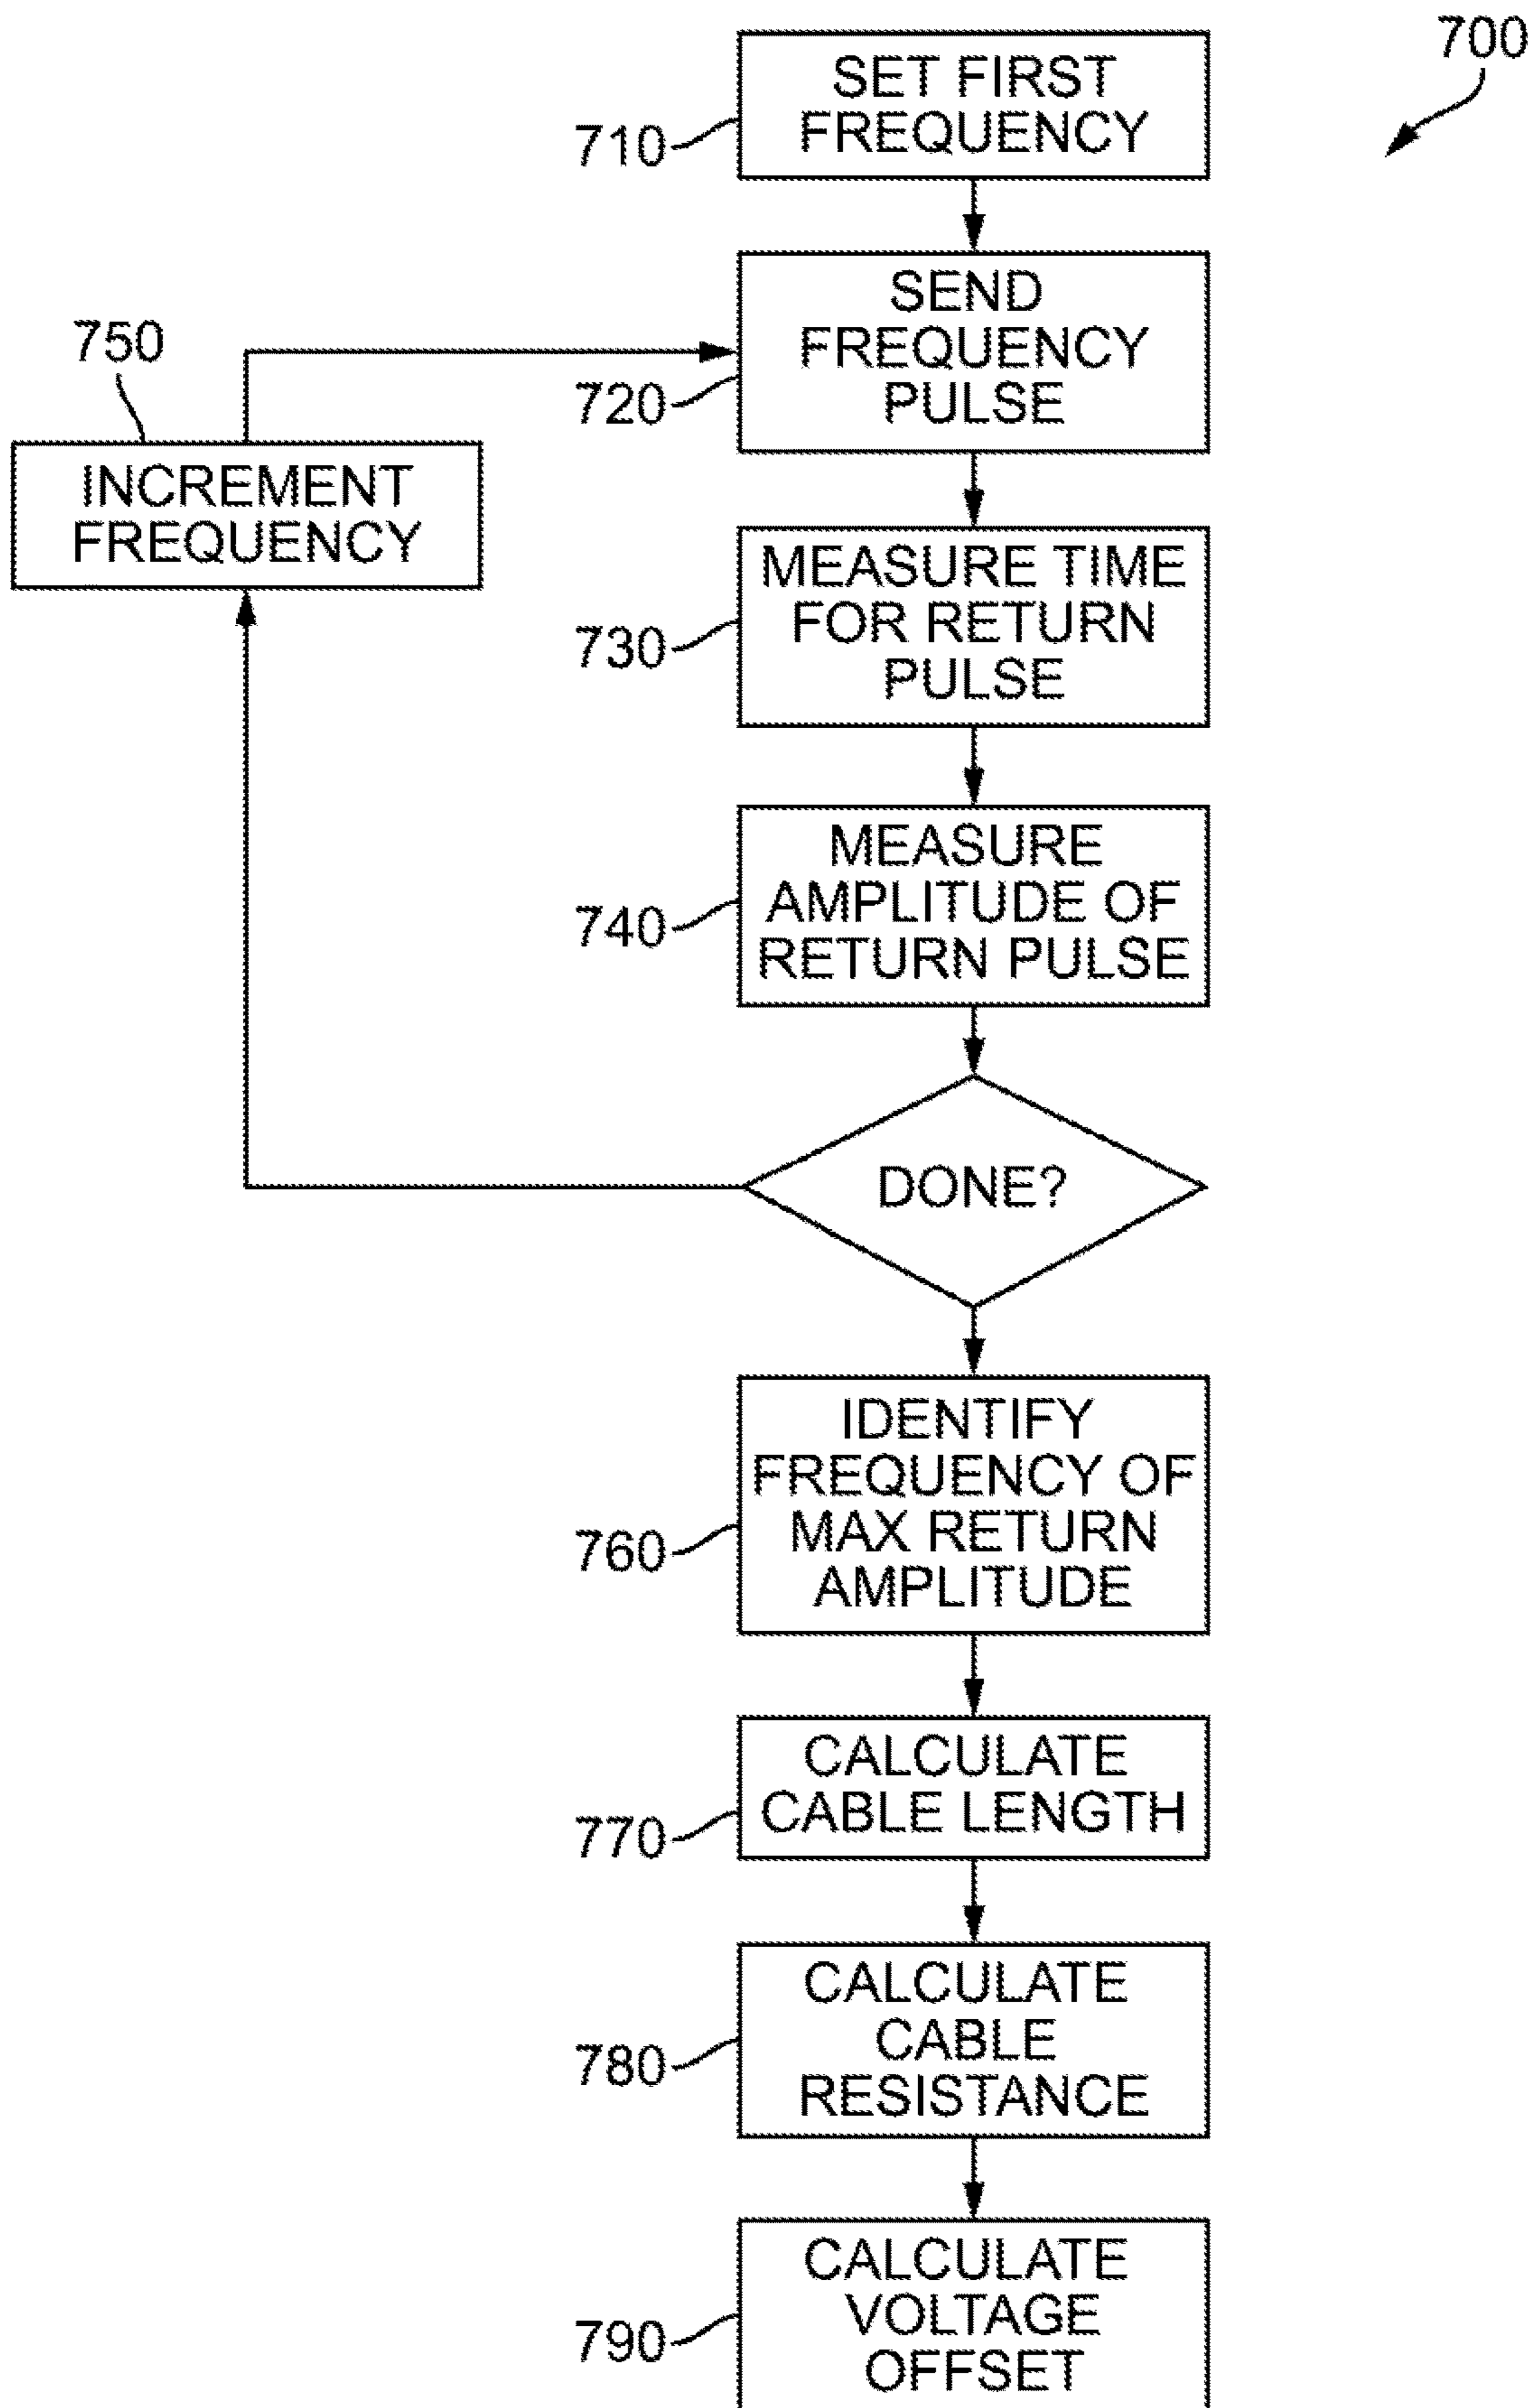 700
SET FIRST
FREQUENCY
710
SEND
FREQUENCY
PULSE
720
750
INCREMENT
FREQUENCY
MEASURE TIME
FOR RETURN
PULSE
730
MEASURE
AMPLITUDE OF
RETURN PULSE
740
DONE?
IDENTIFY
FREQUENCY OF
MAX RETURN
AMPLITUDE
760
CALCULATE
CABLE LENGTH
770
CALCULATE
CABLE
RESISTANCE
780
CALCULATE
VOLTAGE
OFFSET
790